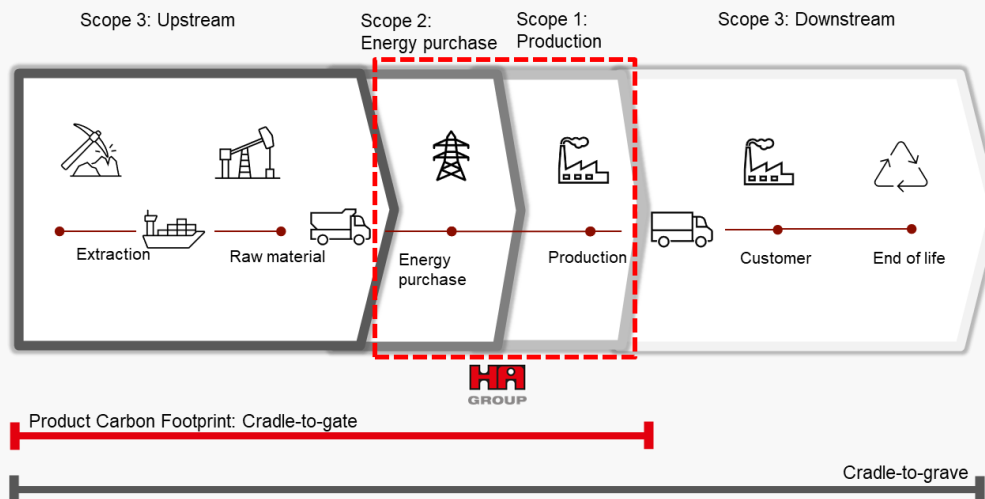 Scope 3: Upstream
Scope 2:
Energy purchase
Scope 1:
Production
Scope 3: Downstream
Extraction
Raw material
Energy
purchase
Production
Customer
End of life
HA
GROUP
Product Carbon Footprint: Cradle-to-gate
Cradle-to-grave